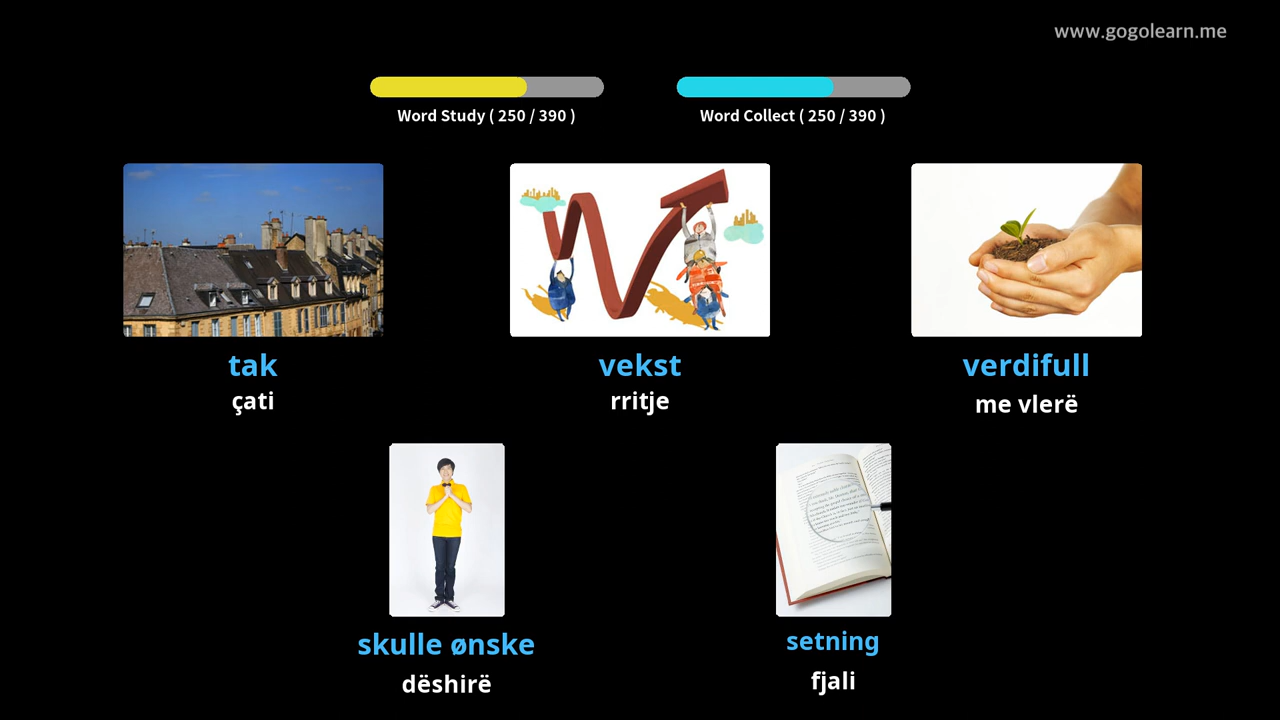 www.gogolearn.me
Word Study ( 250 / 390 )
Word Collect ( 250 / 390 )
tak
vekst
verdifull
çati
rritje
me vlerë
skulle ønske
setning
dëshirë
fjali